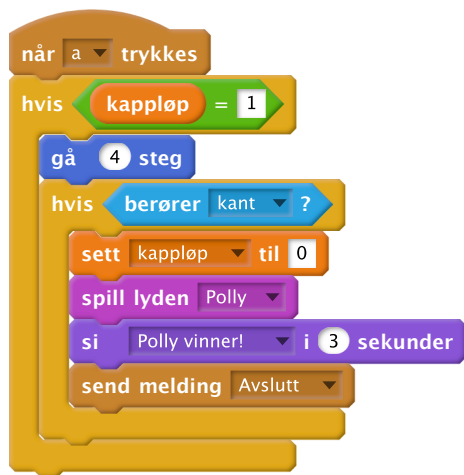 når a trykkes
hvis kappløp = 1
gå 4 steg
hvis berører kant ?
sett kappløp til 0
spill lyden Polly
si Polly vinner! i 3 sekunder
send melding Avslutt